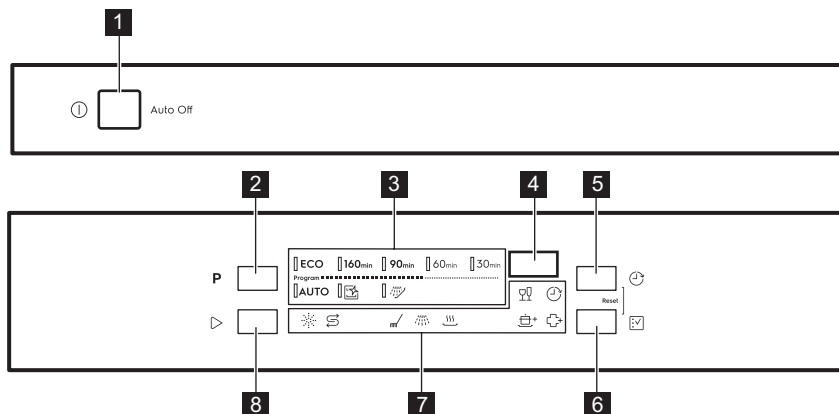 1
Auto Off
2 3 4 5
ECO 160min 90min 60min 30min
P
Program
AUTO
Reset
8 7 6